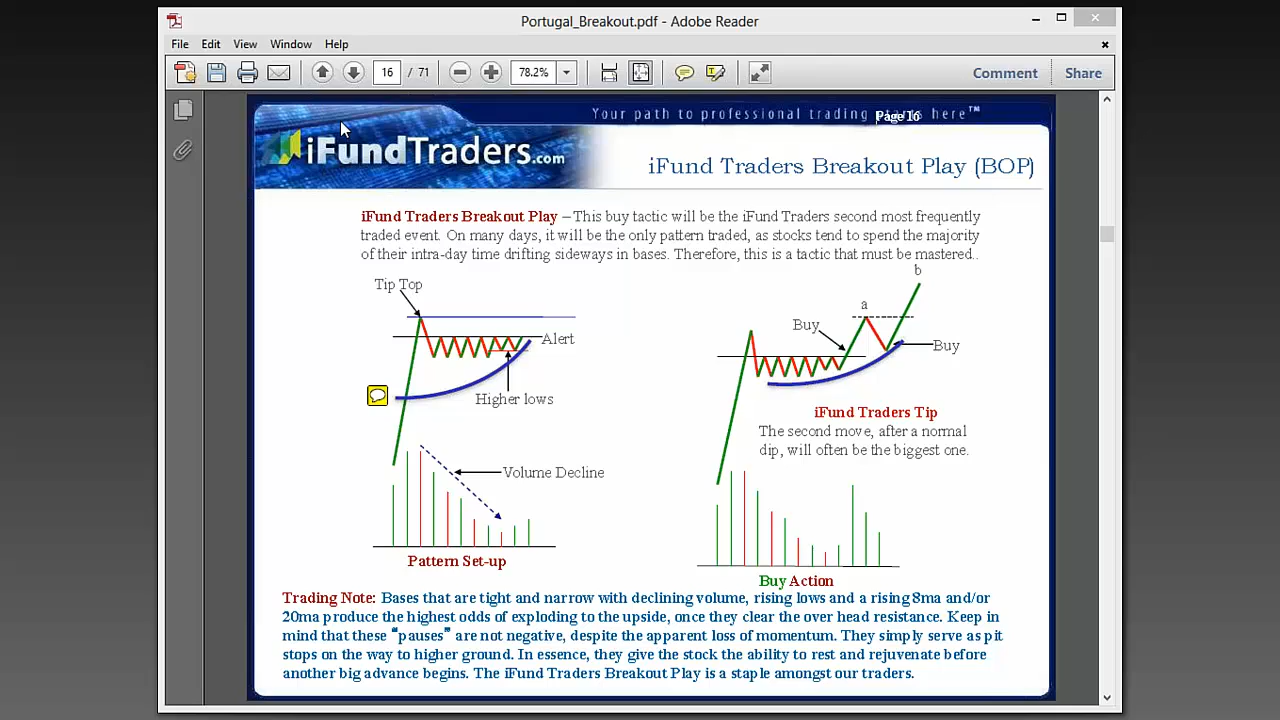 Portugal_Breakout.pdf - Adobe Reader
File Edit View Window Help
16 / 71 78.2% Comment Share
Your path to professional trading here™
Page 16
iFundTraders.com
iFund Traders Breakout Play (BOP)
iFund Traders Breakout Play – This buy tactic will be the iFund Traders second most frequently
traded event. On many days, it will be the only pattern traded, as stocks tend to spend the majority
of their intra-day time drifting sideways in bases. Therefore, this is a tactic that must be mastered..
Tip Top
Alert
Higher lows
Volume Decline
Pattern Set-up
b
a
Buy
Buy
iFund Traders Tip
The second move, after a normal
dip, will often be the biggest one.
Buy Action
Trading Note: Bases that are tight and narrow with declining volume, rising lows and a rising 8ma and/or
20ma produce the highest odds of exploding to the upside, once they clear the over head resistance. Keep in
mind that these “pauses” are not negative, despite the apparent loss of momentum. They simply serve as pit
stops on the way to higher ground. In essence, they give the stock the ability to rest and rejuvenate before
another big advance begins. The iFund Traders Breakout Play is a staple amongst our traders.